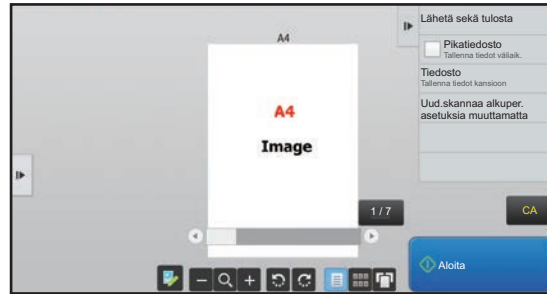 A4
A4
Image
1 / 7
Lähetä sekä tulosta
Pikatiedosto
Tallenna tiedot väliaik.
Tiedosto
Tallenna tiedot kansioon
Uud.skannaa alkuper.
asetuksia muuttamatta
CA
Aloita